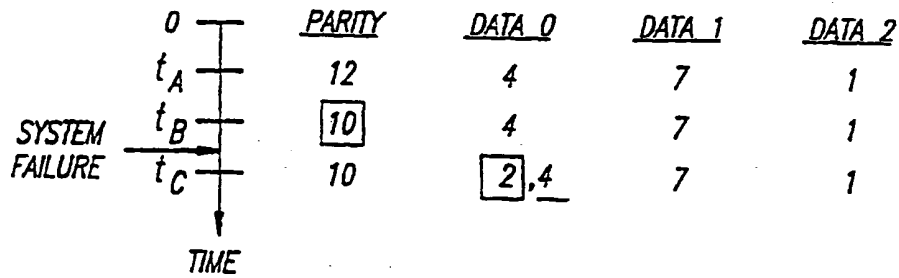 0 PARITY DATA 0 DATA 1 DATA 2
tA 12 4 7 1
tB 10 4 7 1
SYSTEM
FAILURE
tC 10 2,4 7 1
TIME